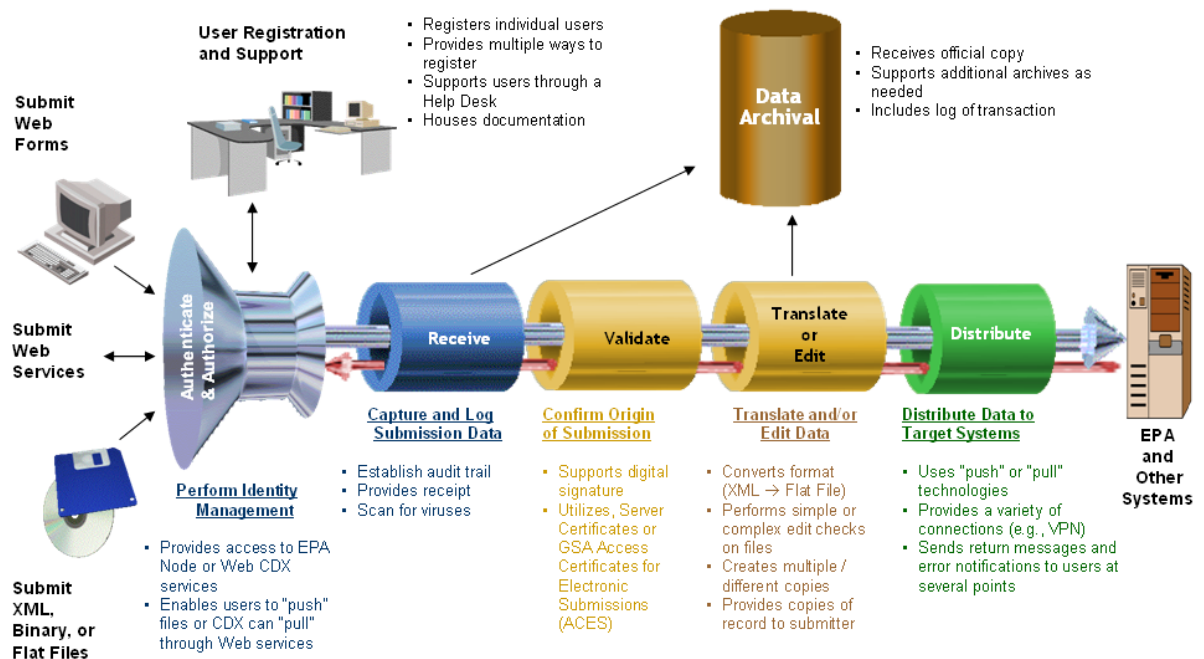 User Registration
and Support
▪ Registers individual users
▪ Provides multiple ways to
register
▪ Supports users through a
Help Desk
▪ Houses documentation
Data
Archival
▪ Receives official copy
▪ Supports additional archives as
needed
▪ Includes log of transaction
Submit
Web
Forms
Submit
Web
Services
Submit
XML,
Binary, or
Flat Files
Authenticate
& Authorize
Receive
Validate
Translate
or
Edit
Distribute
EPA
and
Other
Systems
Perform Identity
Management
▪ Provides access to EPA
Node or Web CDX
services
▪ Enables users to "push"
files or CDX can "pull"
through Web services
Capture and Log
Submission Data
▪ Establish audit trail
▪ Provides receipt
▪ Scan for viruses
Confirm Origin
of Submission
▪ Supports digital
signature
▪ Utilizes, Server
Certificates or
GSA Access
Certificates for
Electronic
Submissions
(ACES)
Translate and/or
Edit Data
▪ Converts format
(XML → Flat File)
▪ Performs simple or
complex edit checks
on files
▪ Creates multiple /
different copies
▪ Provides copies of
record to submitter
Distribute Data to
Target Systems
▪ Uses "push" or "pull"
technologies
▪ Provides a variety of
connections (e.g., VPN)
▪ Sends return messages and
error notifications to users at
several points